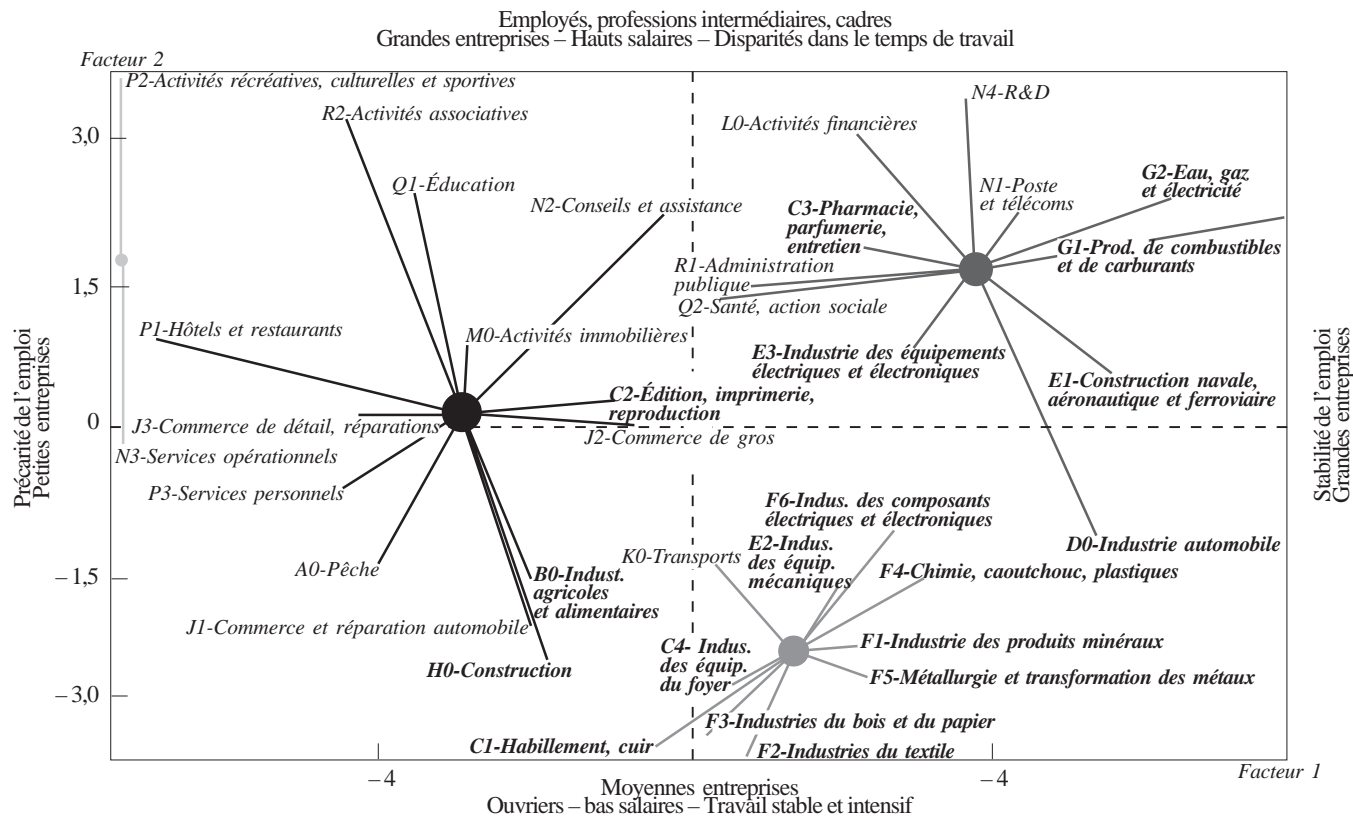 Employés, professions intermédiaires, cadres
Grandes entreprises – Hauts salaires – Disparités dans le temps de travail
Facteur 2
P2-Activités récréatives, culturelles et sportives
R2-Activités associatives
N4-R&D
L0-Activités financières
3,0
Q1-Éducation
N2-Conseils et assistance
C3-Pharmacie,
parfumerie,
entretien
N1-Poste
et télécoms
G2-Eau, gaz
et électricité
G1-Prod. de combustibles
et de carburants
R1-Administration
publique
Q2-Santé, action sociale
1,5
P1-Hôtels et restaurants
M0-Activités immobilières
E3-Industrie des équipements
électriques et électroniques
E1-Construction navale,
aéronautique et ferroviaire
C2-Édition, imprimerie,
reproduction
Précarité de l'emploi
Petites entreprises
Stabilité de l'emploi
Grandes entreprises
0
J3-Commerce de détail, réparations
J2-Commerce de gros
N3-Services opérationnels
P3-Services personnels
F6-Indus. des composants
électriques et électroniques
D0-Industrie automobile
K0-Transports
E2-Indus.
des équip.
mécaniques
F4-Chimie, caoutchouc, plastiques
A0-Pêche
– 1,5
B0-Indust.
agricoles
et alimentaires
J1-Commerce et réparation automobile
F1-Industrie des produits minéraux
C4- Indus.
des équip.
du foyer
H0-Construction
F5-Métallurgie et transformation des métaux
– 3,0
F3-Industries du bois et du papier
C1-Habillement, cuir
F2-Industries du textile
– 4
– 4
Facteur 1
Moyennes entreprises
Ouvriers – bas salaires – Travail stable et intensif